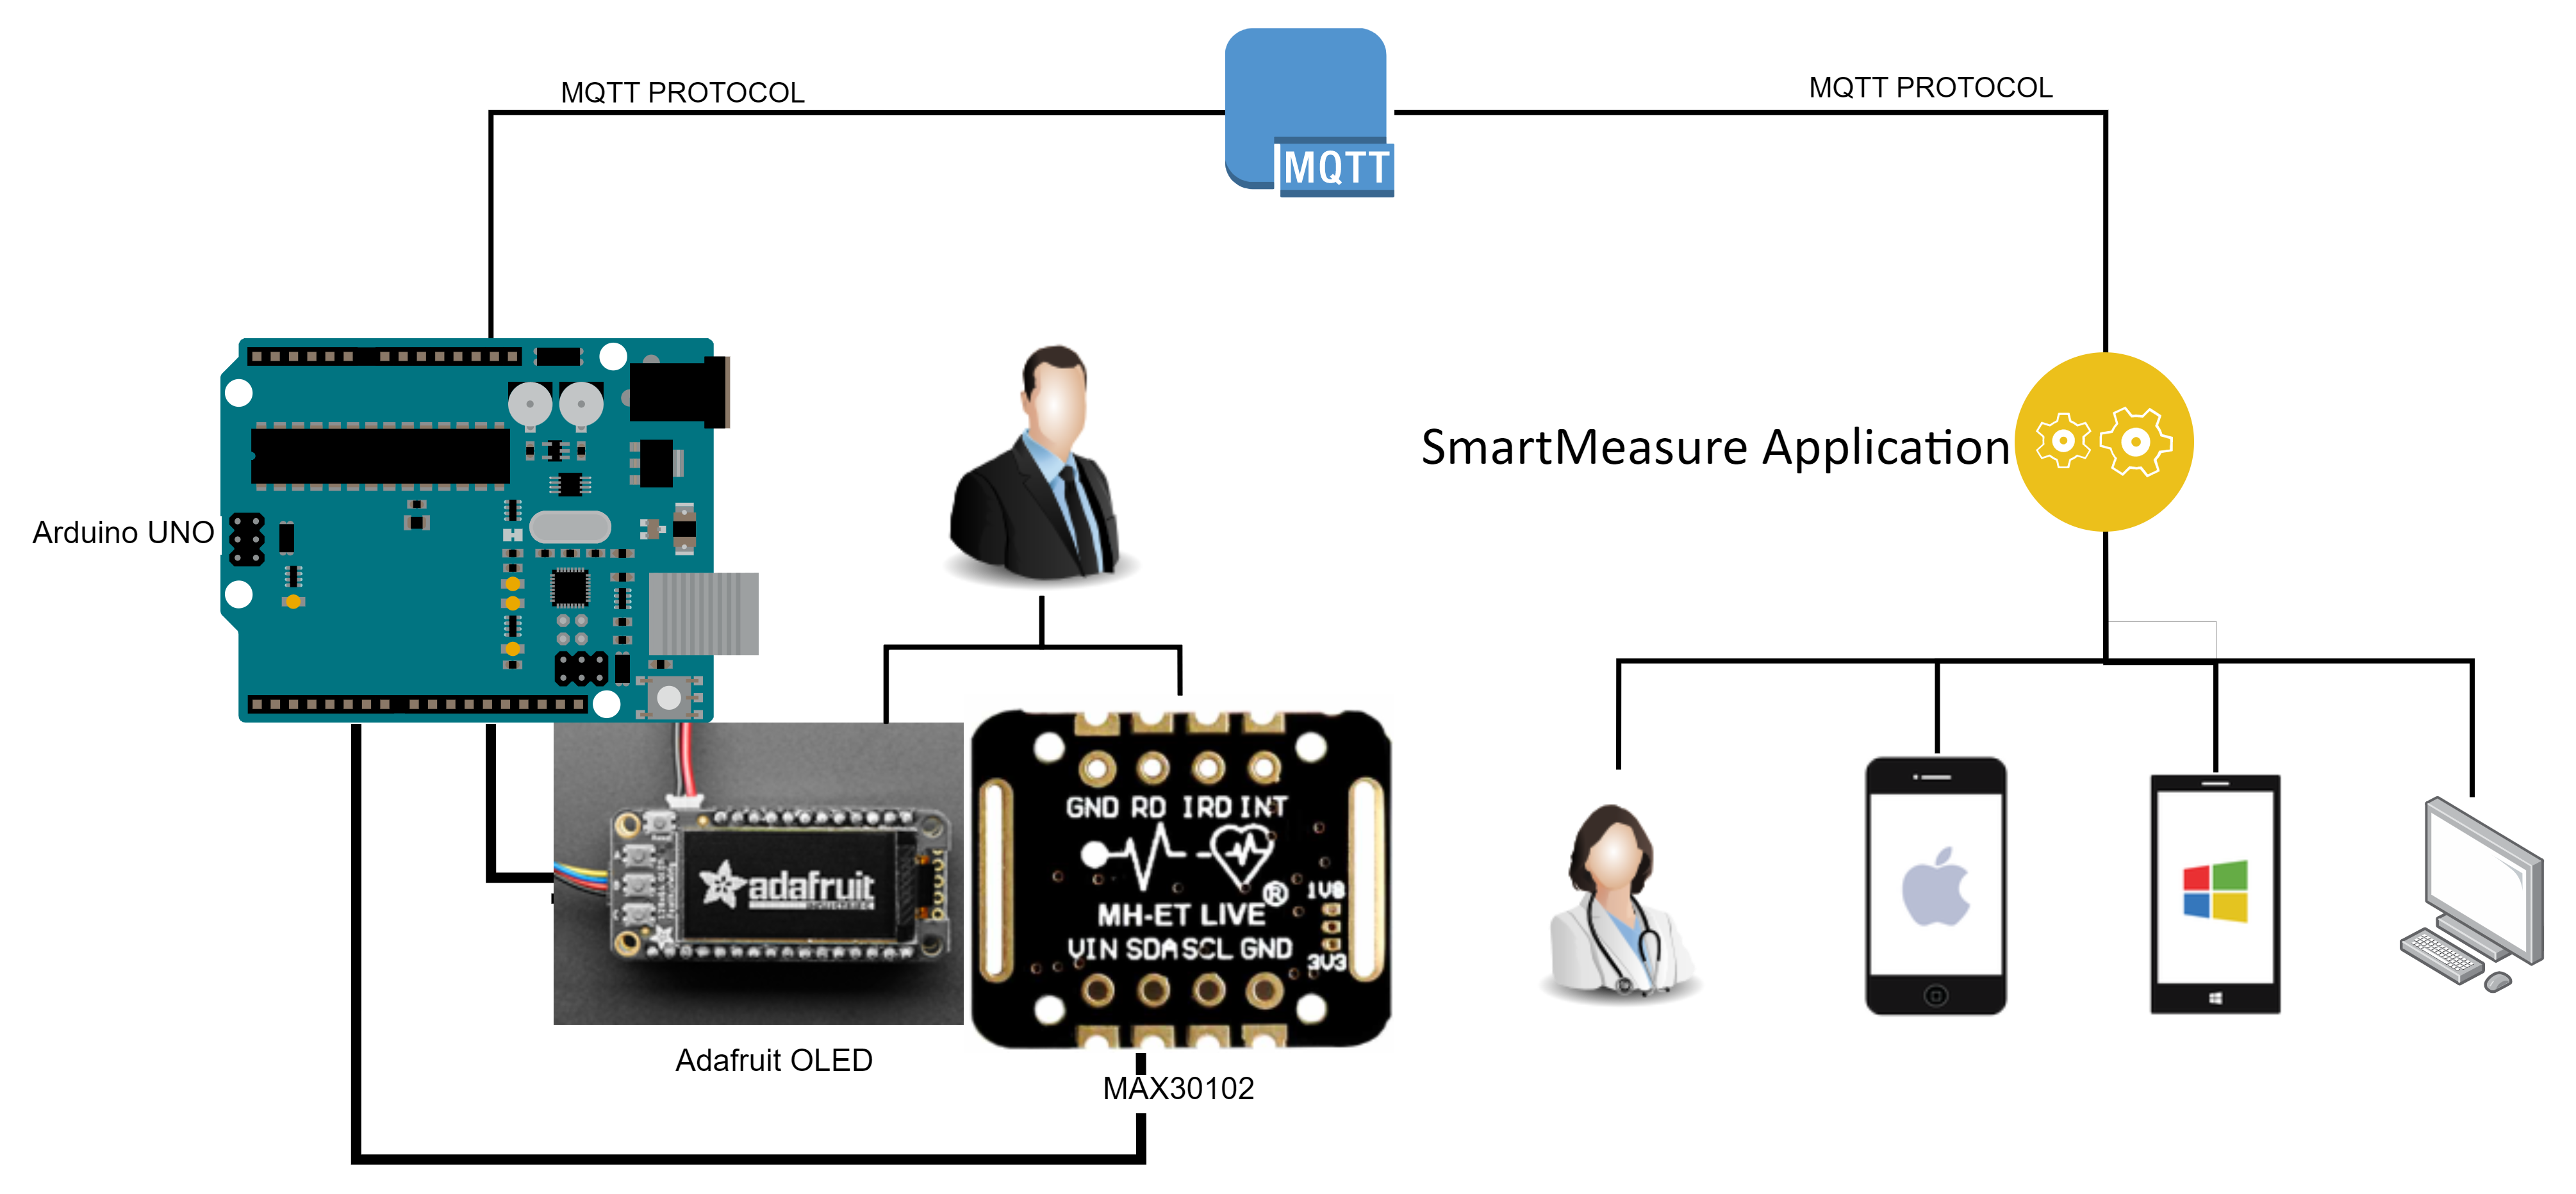 MQTT PROTOCOL
MQTT PROTOCOL
MQTT
SmartMeasure Application
Arduino UNO
GND RD IRD INT
adafruit
1V8
MH-ET LIVE®
VIN SDA SCL GND
3V3
Adafruit OLED
MAX30102